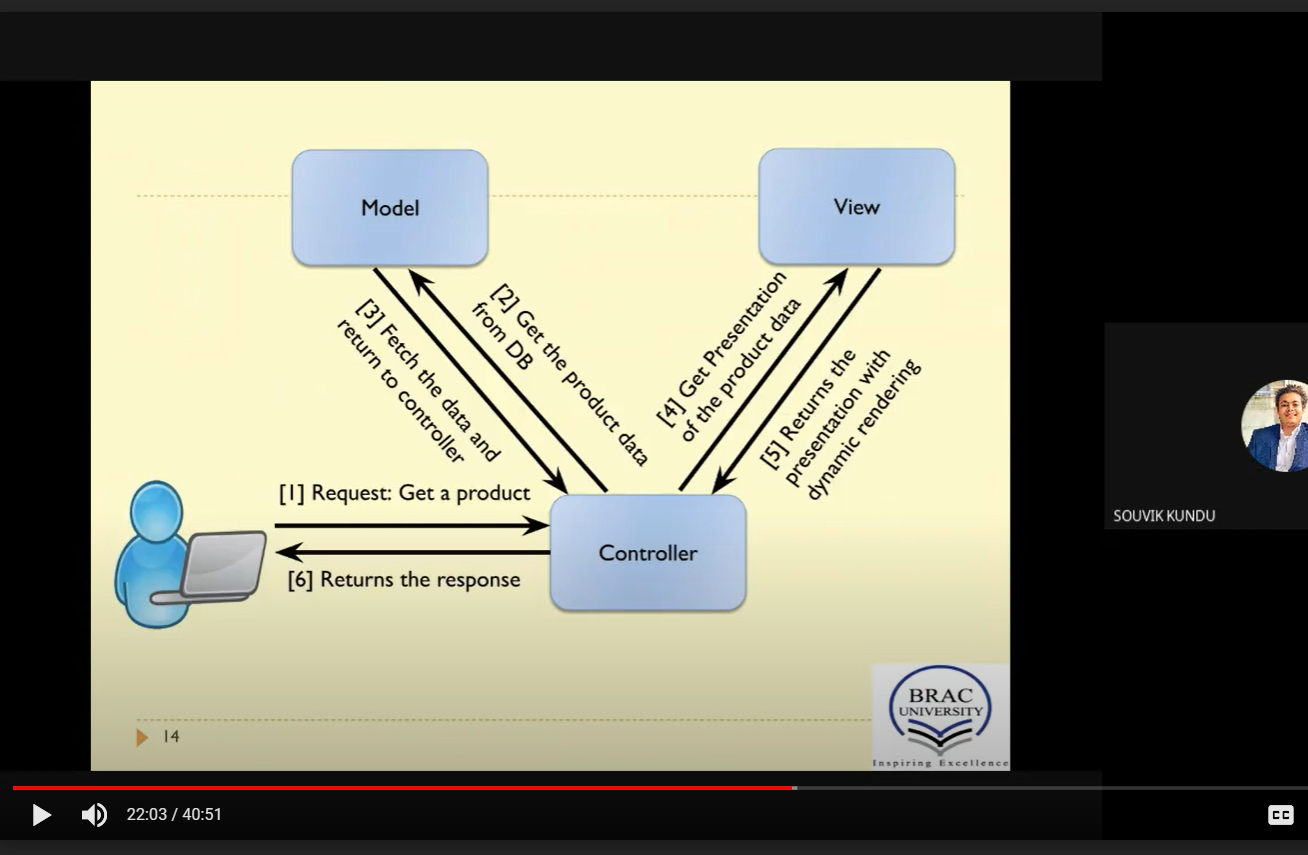 Model
View
[3] Fetch the data and
return to controller
[2] Get the product data
from DB
[4] Get Presentation
of the product data
[5] Returns the
presentation with
dynamic rendering
[1] Request: Get a product
Controller
[6] Returns the response
SOUVIK KUNDU
BRAC
UNIVERSITY
Inspiring Excellence
14
22:03 / 40:51
CC